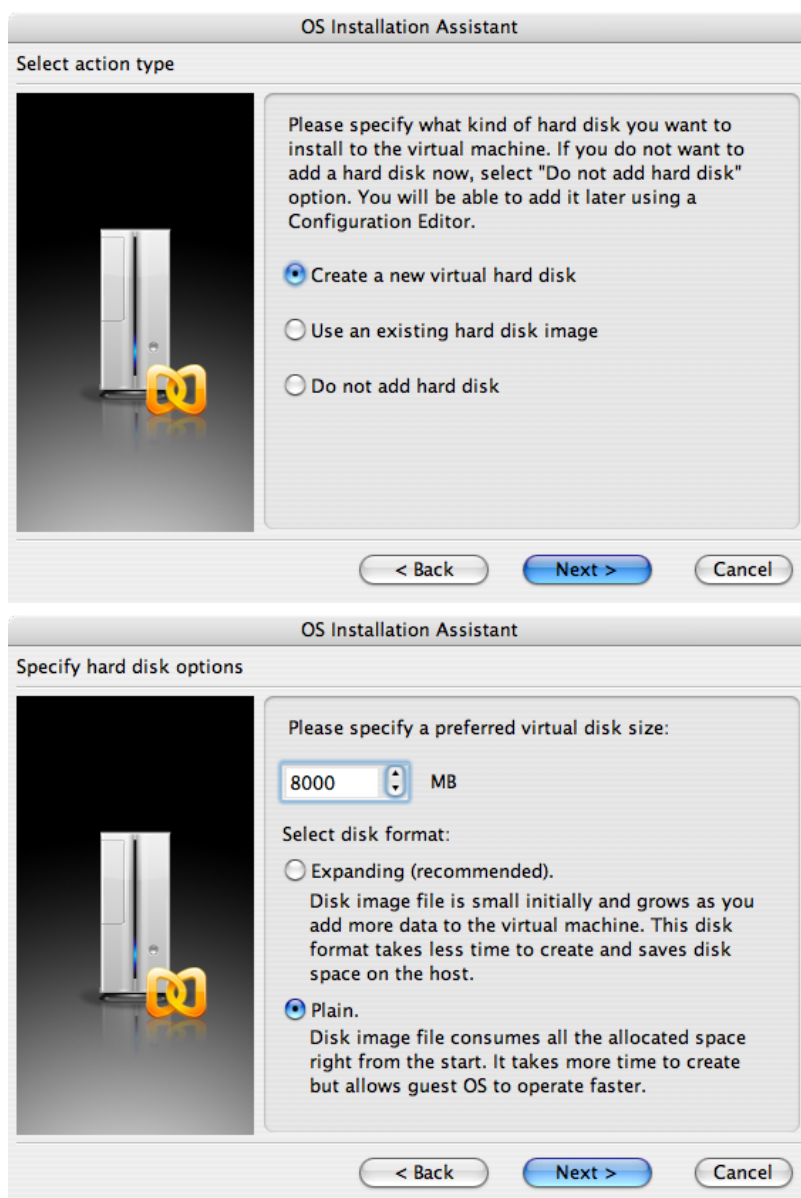 OS Installation Assistant
Select action type
Please specify what kind of hard disk you want to
install to the virtual machine. If you do not want to
add a hard disk now, select "Do not add hard disk"
option. You will be able to add it later using a
Configuration Editor.
Create a new virtual hard disk
Use an existing hard disk image
Do not add hard disk
< Back
Next >
Cancel
OS Installation Assistant
Specify hard disk options
Please specify a preferred virtual disk size:
8000 MB
Select disk format:
Expanding (recommended).
Disk image file is small initially and grows as you
add more data to the virtual machine. This disk
format takes less time to create and saves disk
space on the host.
Plain.
Disk image file consumes all the allocated space
right from the start. It takes more time to create
but allows guest OS to operate faster.
< Back
Next >
Cancel